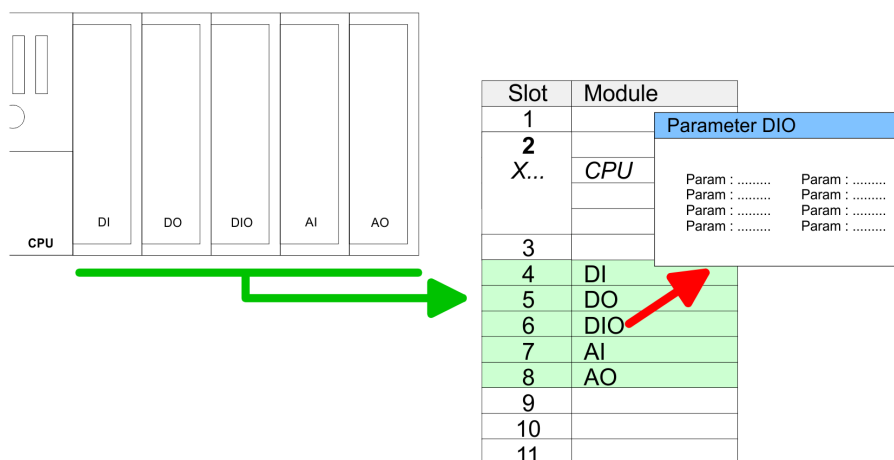 CPU
DI
DO
DIO
AI
AO
Slot Module
1
2
X... CPU
3
4 DI
5 DO
6 DIO
7 AI
8 AO
9
10
11
Parameter DIO
Param : ......... Param : .........
Param : ......... Param : .........
Param : ......... Param : .........
Param : ......... Param : .........